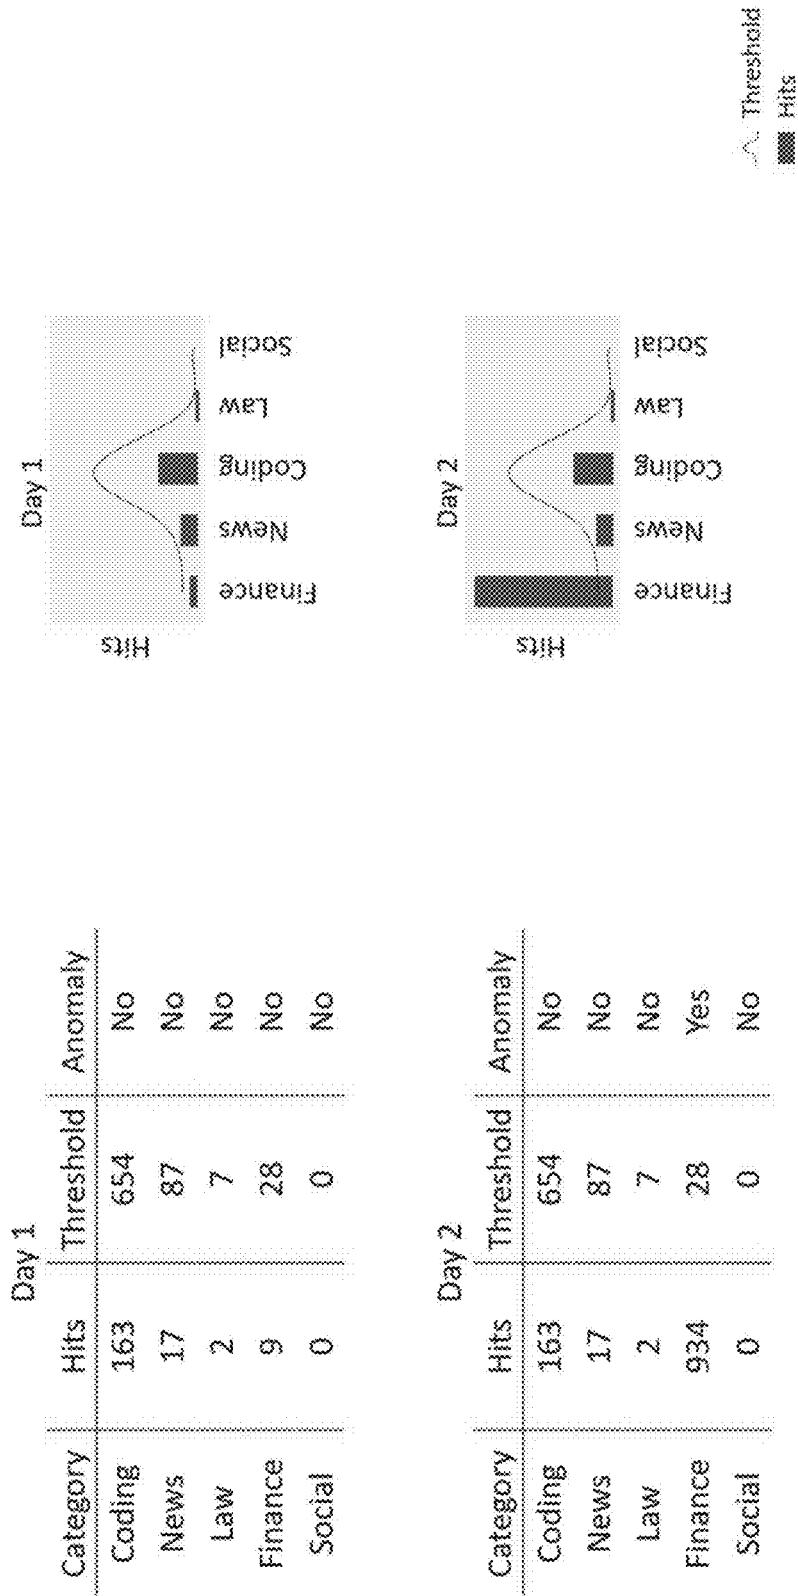 Day 1
Category Hits Threshold Anomaly
Coding 163 654 No
News 17 87 No
Law 2 7 No
Finance 9 28 No
Social 0 0 No
Day 2
Category Hits Threshold Anomaly
Coding 163 654 No
News 17 87 No
Law 2 7 No
Finance 934 28 Yes
Social 0 0 No
Day 1
Hits
Finance News Coding Law Social
Day 2
Hits
Finance News Coding Law Social
Threshold
Hits